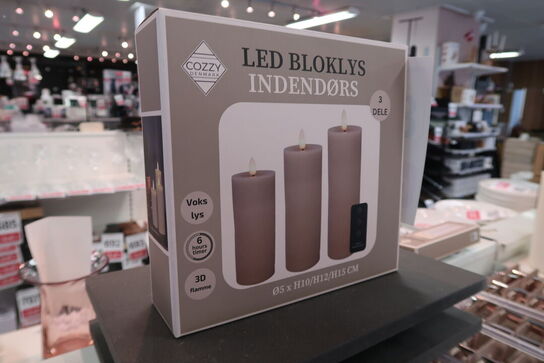 COZZY
DENMARK
LED BLOKLYS
INDENDØRS
3
DELE
Voks
lys
6
hours
timer
3D
flamme
Ø5 x H10/H12/H15 CM